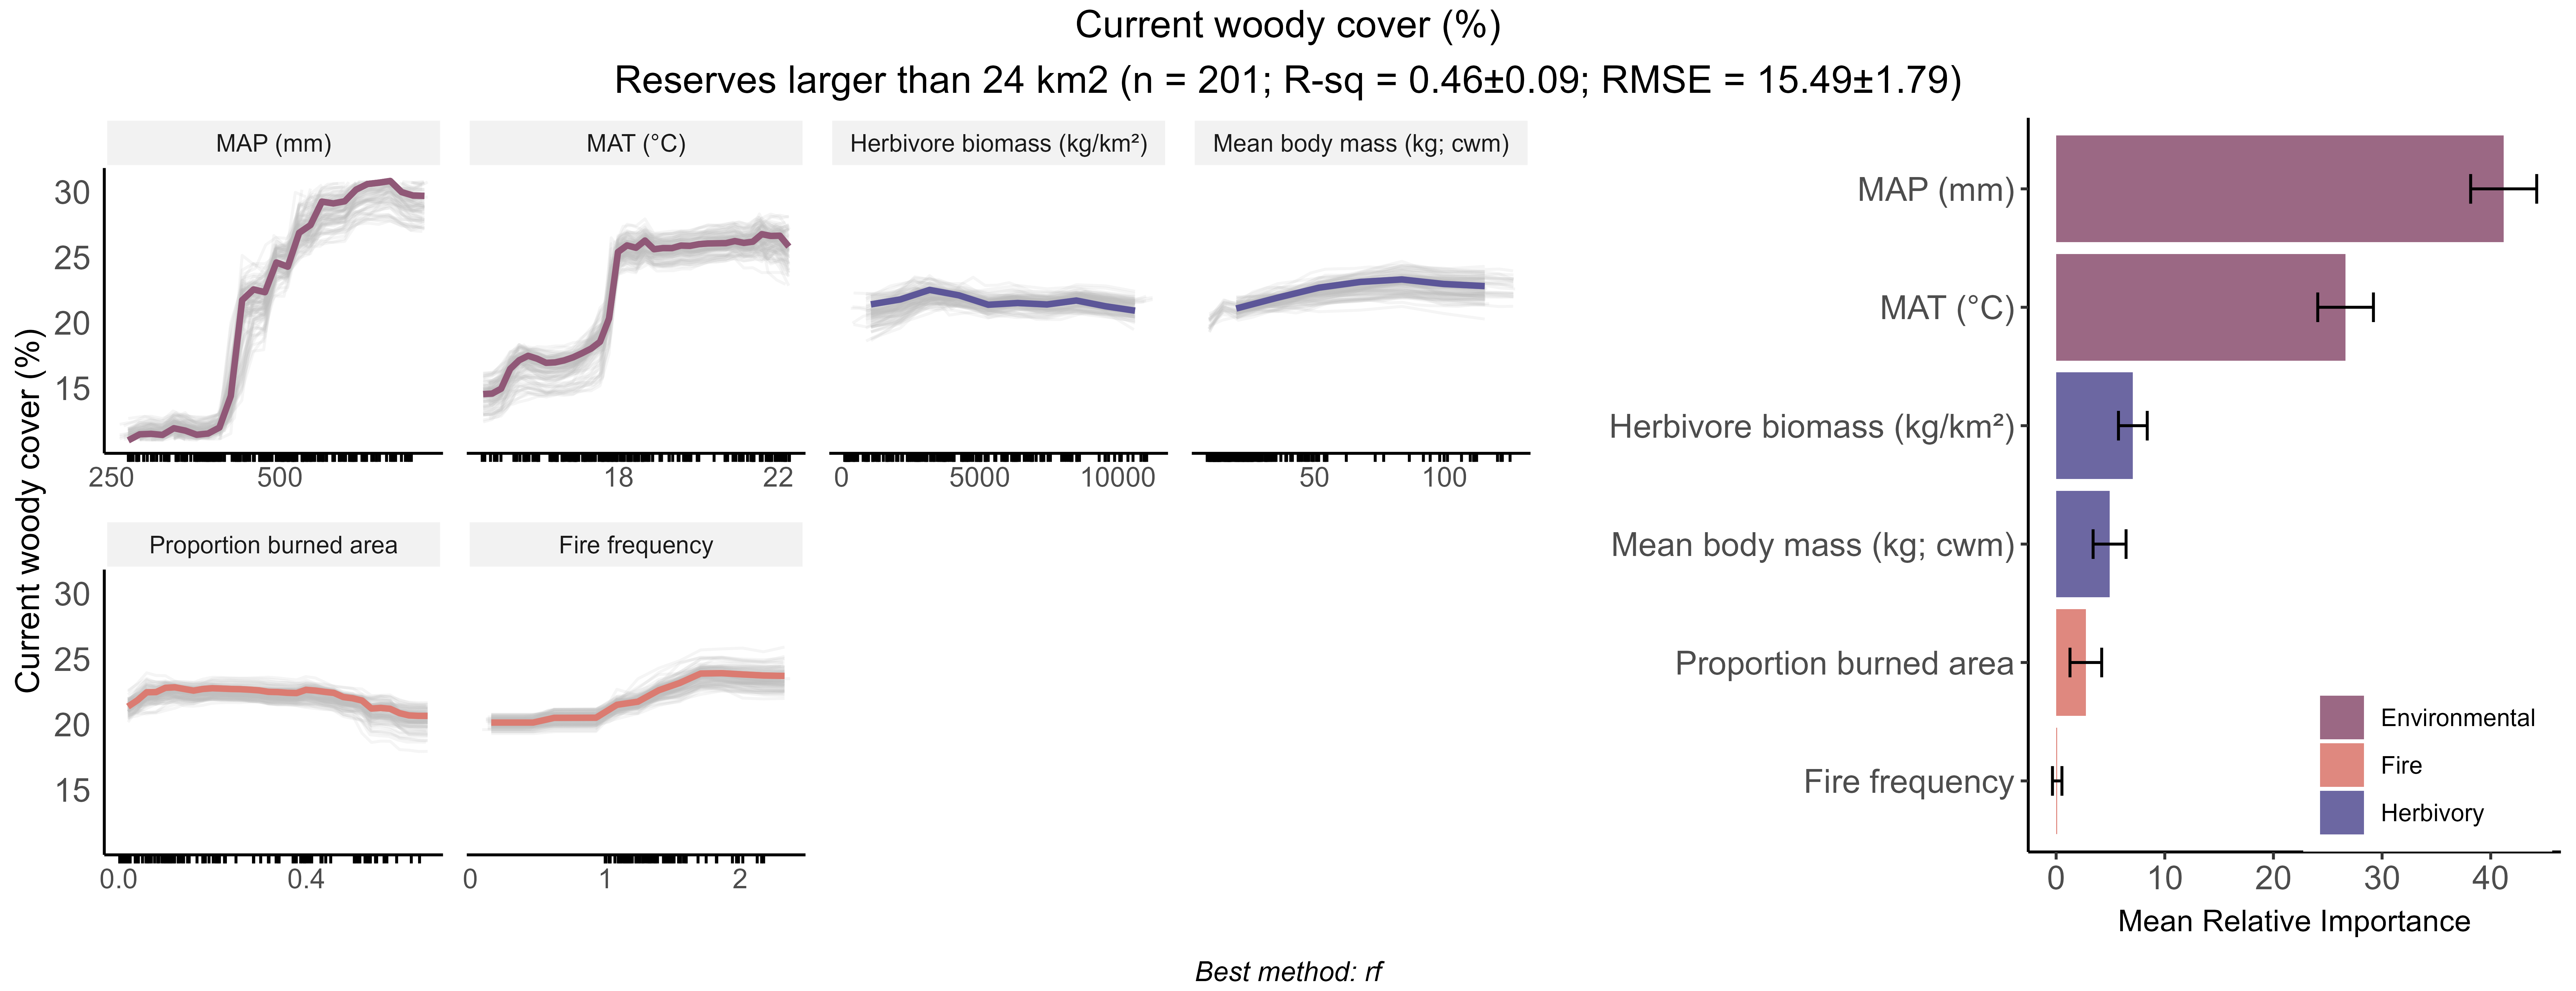 Current woody cover (%)
Reserves larger than 24 km2 (n = 201; R-sq = 0.46±0.09; RMSE = 15.49±1.79)
MAP (mm)
MAT (°C)
Herbivore biomass (kg/km²)
Mean body mass (kg; cwm)
Current woody cover (%)
30
25
20
15
250
500
18
22
0
5000
10000
50
100
Proportion burned area
Fire frequency
30
25
20
15
0.0
0.4
0
1
2
MAP (mm)
MAT (°C)
Herbivore biomass (kg/km²)
Mean body mass (kg; cwm)
Proportion burned area
Fire frequency
Environmental
Fire
Herbivory
0
10
20
30
40
Mean Relative Importance
Best method: rf